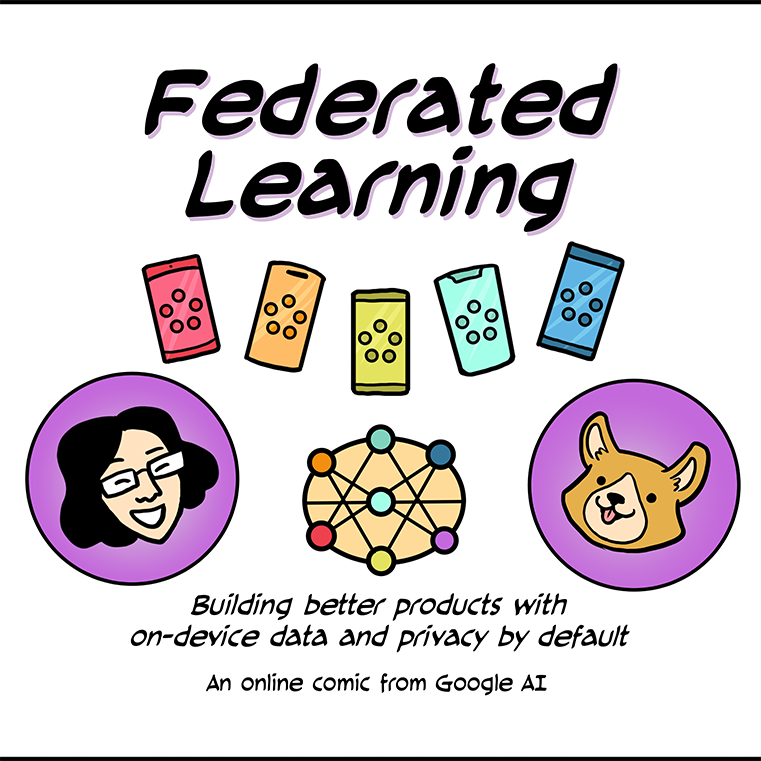 Federated
Learning
Building better products with
on-device data and privacy by default
An online comic from Google AI